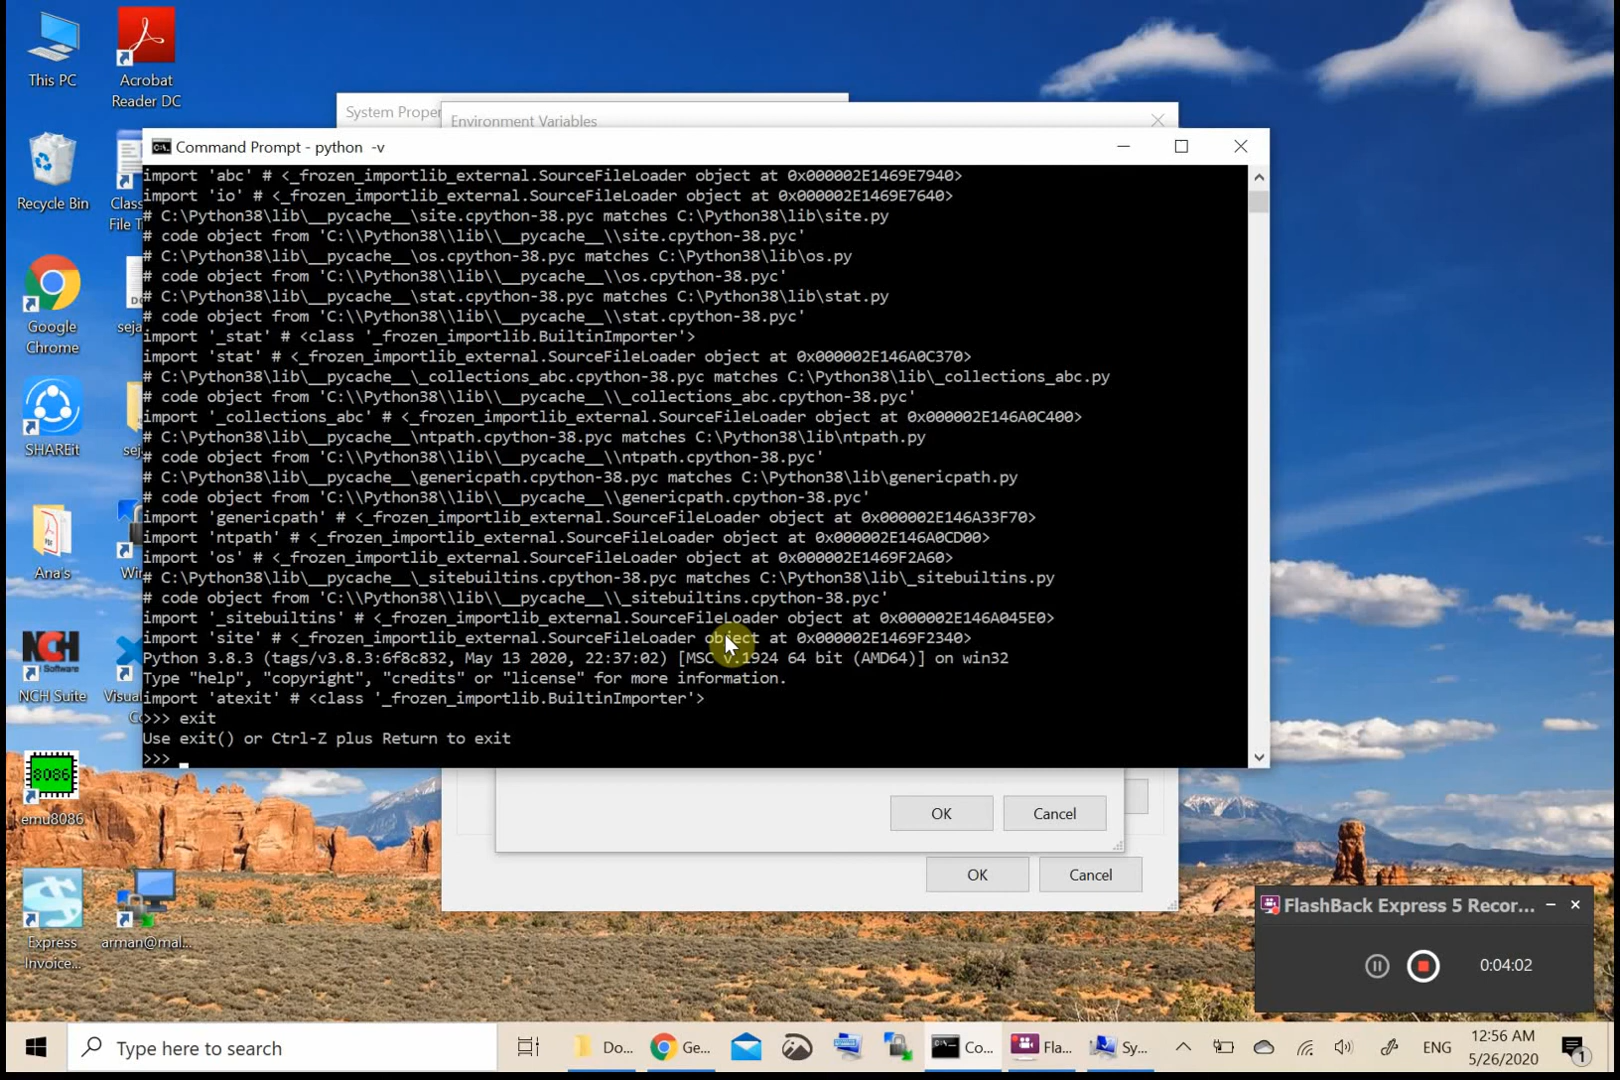 This PC
Acrobat
Reader DC
Recycle Bin
Class
File T
Google
Chrome
seja
SHAREit
sej
Ana's
Win
NCH
Software
NCH Suite
Visual
Co
8086
emu8086
Express
Invoice...
arman@mal...
System Proper
Environment Variables
Command Prompt - python  -v
import 'abc' # <_frozen_importlib_external.SourceFileLoader object at 0x000002E1469E7940>
import 'io' # <_frozen_importlib_external.SourceFileLoader object at 0x000002E1469E7640>
# C:\Python38\lib\__pycache__\site.cpython-38.pyc matches C:\Python38\lib\site.py
# code object from 'C:\\Python38\\lib\\__pycache__\\site.cpython-38.pyc'
# C:\Python38\lib\__pycache__\os.cpython-38.pyc matches C:\Python38\lib\os.py
# code object from 'C:\\Python38\\lib\\__pycache__\\os.cpython-38.pyc'
# C:\Python38\lib\__pycache__\stat.cpython-38.pyc matches C:\Python38\lib\stat.py
# code object from 'C:\\Python38\\lib\\__pycache__\\stat.cpython-38.pyc'
import '_stat' # <class '_frozen_importlib.BuiltinImporter'>
import 'stat' # <_frozen_importlib_external.SourceFileLoader object at 0x000002E146A0C370>
# C:\Python38\lib\__pycache__\_collections_abc.cpython-38.pyc matches C:\Python38\lib\_collections_abc.py
# code object from 'C:\\Python38\\lib\\__pycache__\\_collections_abc.cpython-38.pyc'
import '_collections_abc' # <_frozen_importlib_external.SourceFileLoader object at 0x000002E146A0C400>
# C:\Python38\lib\__pycache__\ntpath.cpython-38.pyc matches C:\Python38\lib\ntpath.py
# code object from 'C:\\Python38\\lib\\__pycache__\\ntpath.cpython-38.pyc'
# C:\Python38\lib\__pycache__\genericpath.cpython-38.pyc matches C:\Python38\lib\genericpath.py
# code object from 'C:\\Python38\\lib\\__pycache__\\genericpath.cpython-38.pyc'
import 'genericpath' # <_frozen_importlib_external.SourceFileLoader object at 0x000002E146A33F70>
import 'ntpath' # <_frozen_importlib_external.SourceFileLoader object at 0x000002E146A0CD00>
import 'os' # <_frozen_importlib_external.SourceFileLoader object at 0x000002E1469F2A60>
# C:\Python38\lib\__pycache__\_sitebuiltins.cpython-38.pyc matches C:\Python38\lib\_sitebuiltins.py
# code object from 'C:\\Python38\\lib\\__pycache__\\_sitebuiltins.cpython-38.pyc'
import '_sitebuiltins' # <_frozen_importlib_external.SourceFileLoader object at 0x000002E146A045E0>
import 'site' # <_frozen_importlib_external.SourceFileLoader object at 0x000002E1469F2340>
Python 3.8.3 (tags/v3.8.3:6f8c832, May 13 2020, 22:37:02) [MSC v.1924 64 bit (AMD64)] on win32
Type "help", "copyright", "credits" or "license" for more information.
import 'atexit' # <class '_frozen_importlib.BuiltinImporter'>
>>> exit
Use exit() or Ctrl-Z plus Return to exit
>>>
OK
Cancel
OK
Cancel
FlashBack Express 5 Recor...
0:04:02
Type here to search
Do...
Ge...
Co...
Fla...
Sy...
ENG
12:56 AM
5/26/2020
1